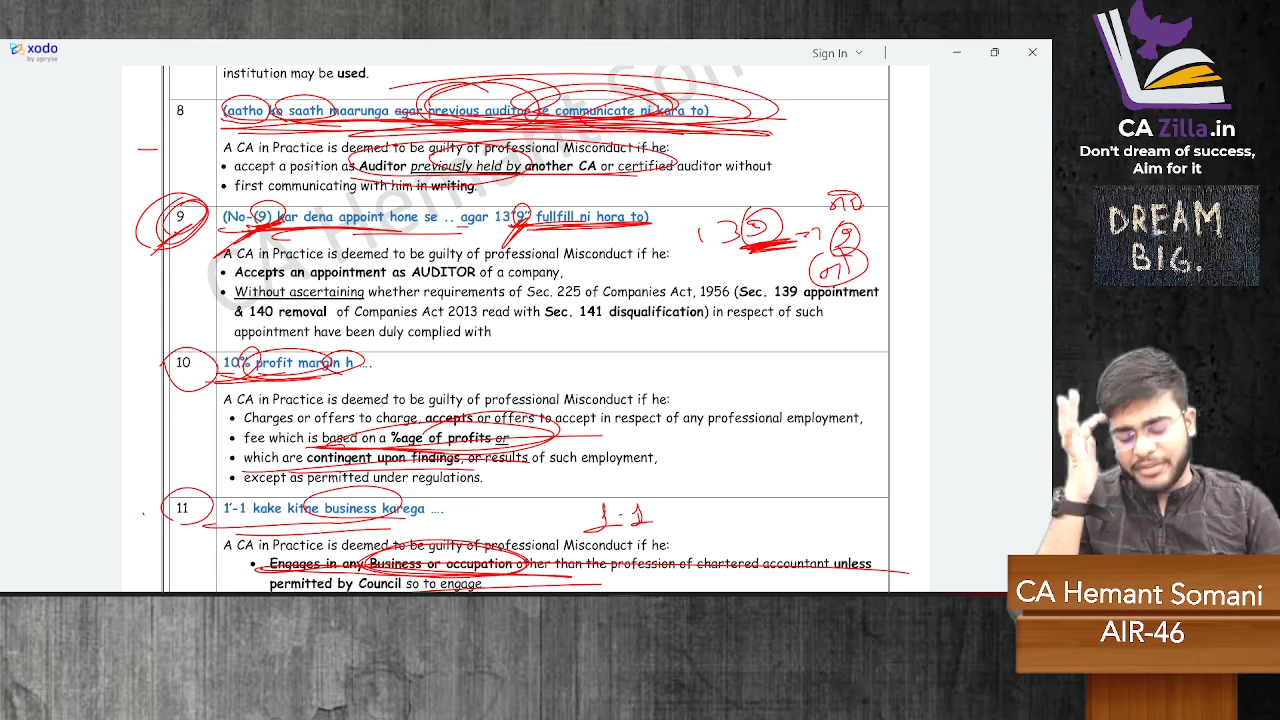 xodo
by apryse
Sign In
institution may be used.
8
(aatho ko saath maarunga agar previous auditor se communicate ni kara to)
A CA in Practice is deemed to be guilty of professional Misconduct if he:
• accept a position as Auditor previously held by another CA or certified auditor without
• first communicating with him in writing.
9
(No-(9) kar dena appoint hone se .. agar 13"9" fullfill ni hora to)
139
9
A CA in Practice is deemed to be guilty of professional Misconduct if he:
• Accepts an appointment as AUDITOR of a company,
• Without ascertaining whether requirements of Sec. 225 of Companies Act, 1956 (Sec. 139 appointment
& 140 removal of Companies Act 2013 read with Sec. 141 disqualification) in respect of such
appointment have been duly complied with
10
10% profit margin h ....
A CA in Practice is deemed to be guilty of professional Misconduct if he:
• Charges or offers to charge, accepts or offers to accept in respect of any professional employment,
• fee which is based on a %age of profits or
• which are contingent upon findings, or results of such employment,
• except as permitted under regulations.
11
1'-1 kake kitne business karega ....
1-1
A CA in Practice is deemed to be guilty of professional Misconduct if he:
• Engages in any Business or occupation other than the profession of chartered accountant unless
permitted by Council so to engage.
CA Hemant Som
CA Zilla.in
Don't dream of success,
Aim for it
DREAM
BIG.
CA Hemant Somani
AIR-46